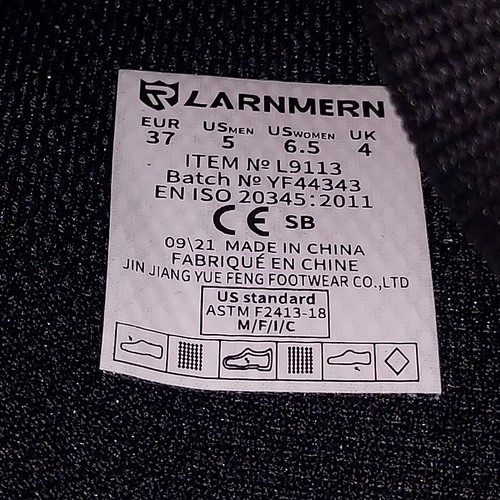 LARNMERN
EUR USMEN USWOMEN UK
37 5 6.5 4
ITEM № L9113
Batch № YF44343
EN ISO 20345:2011
CE SB
09\21 MADE IN CHINA
FABRIQUÉ EN CHINE
JIN JIANG YUE FENG FOOTWEAR CO.,LTD
US standard
ASTM F2413-18
M/F/I/C